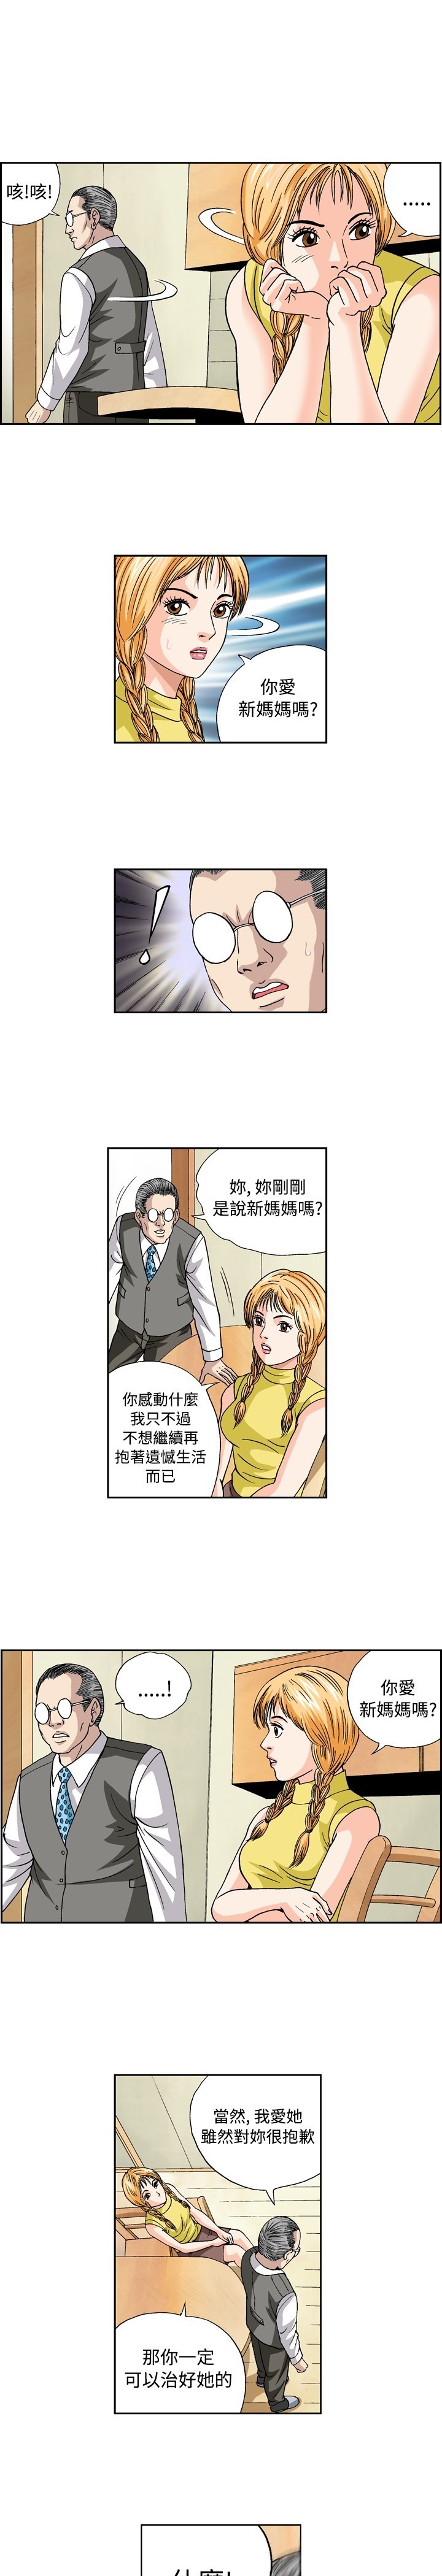 咳!咳!
.....
你愛
新媽媽嗎?
妳, 妳剛剛
是說新媽媽嗎?
你感動什麼
我只不過
不想繼續再
抱著遺憾生活
而已
.....!
你愛
新媽媽嗎?
當然, 我愛她
雖然對妳很抱歉
那你一定
可以治好她的